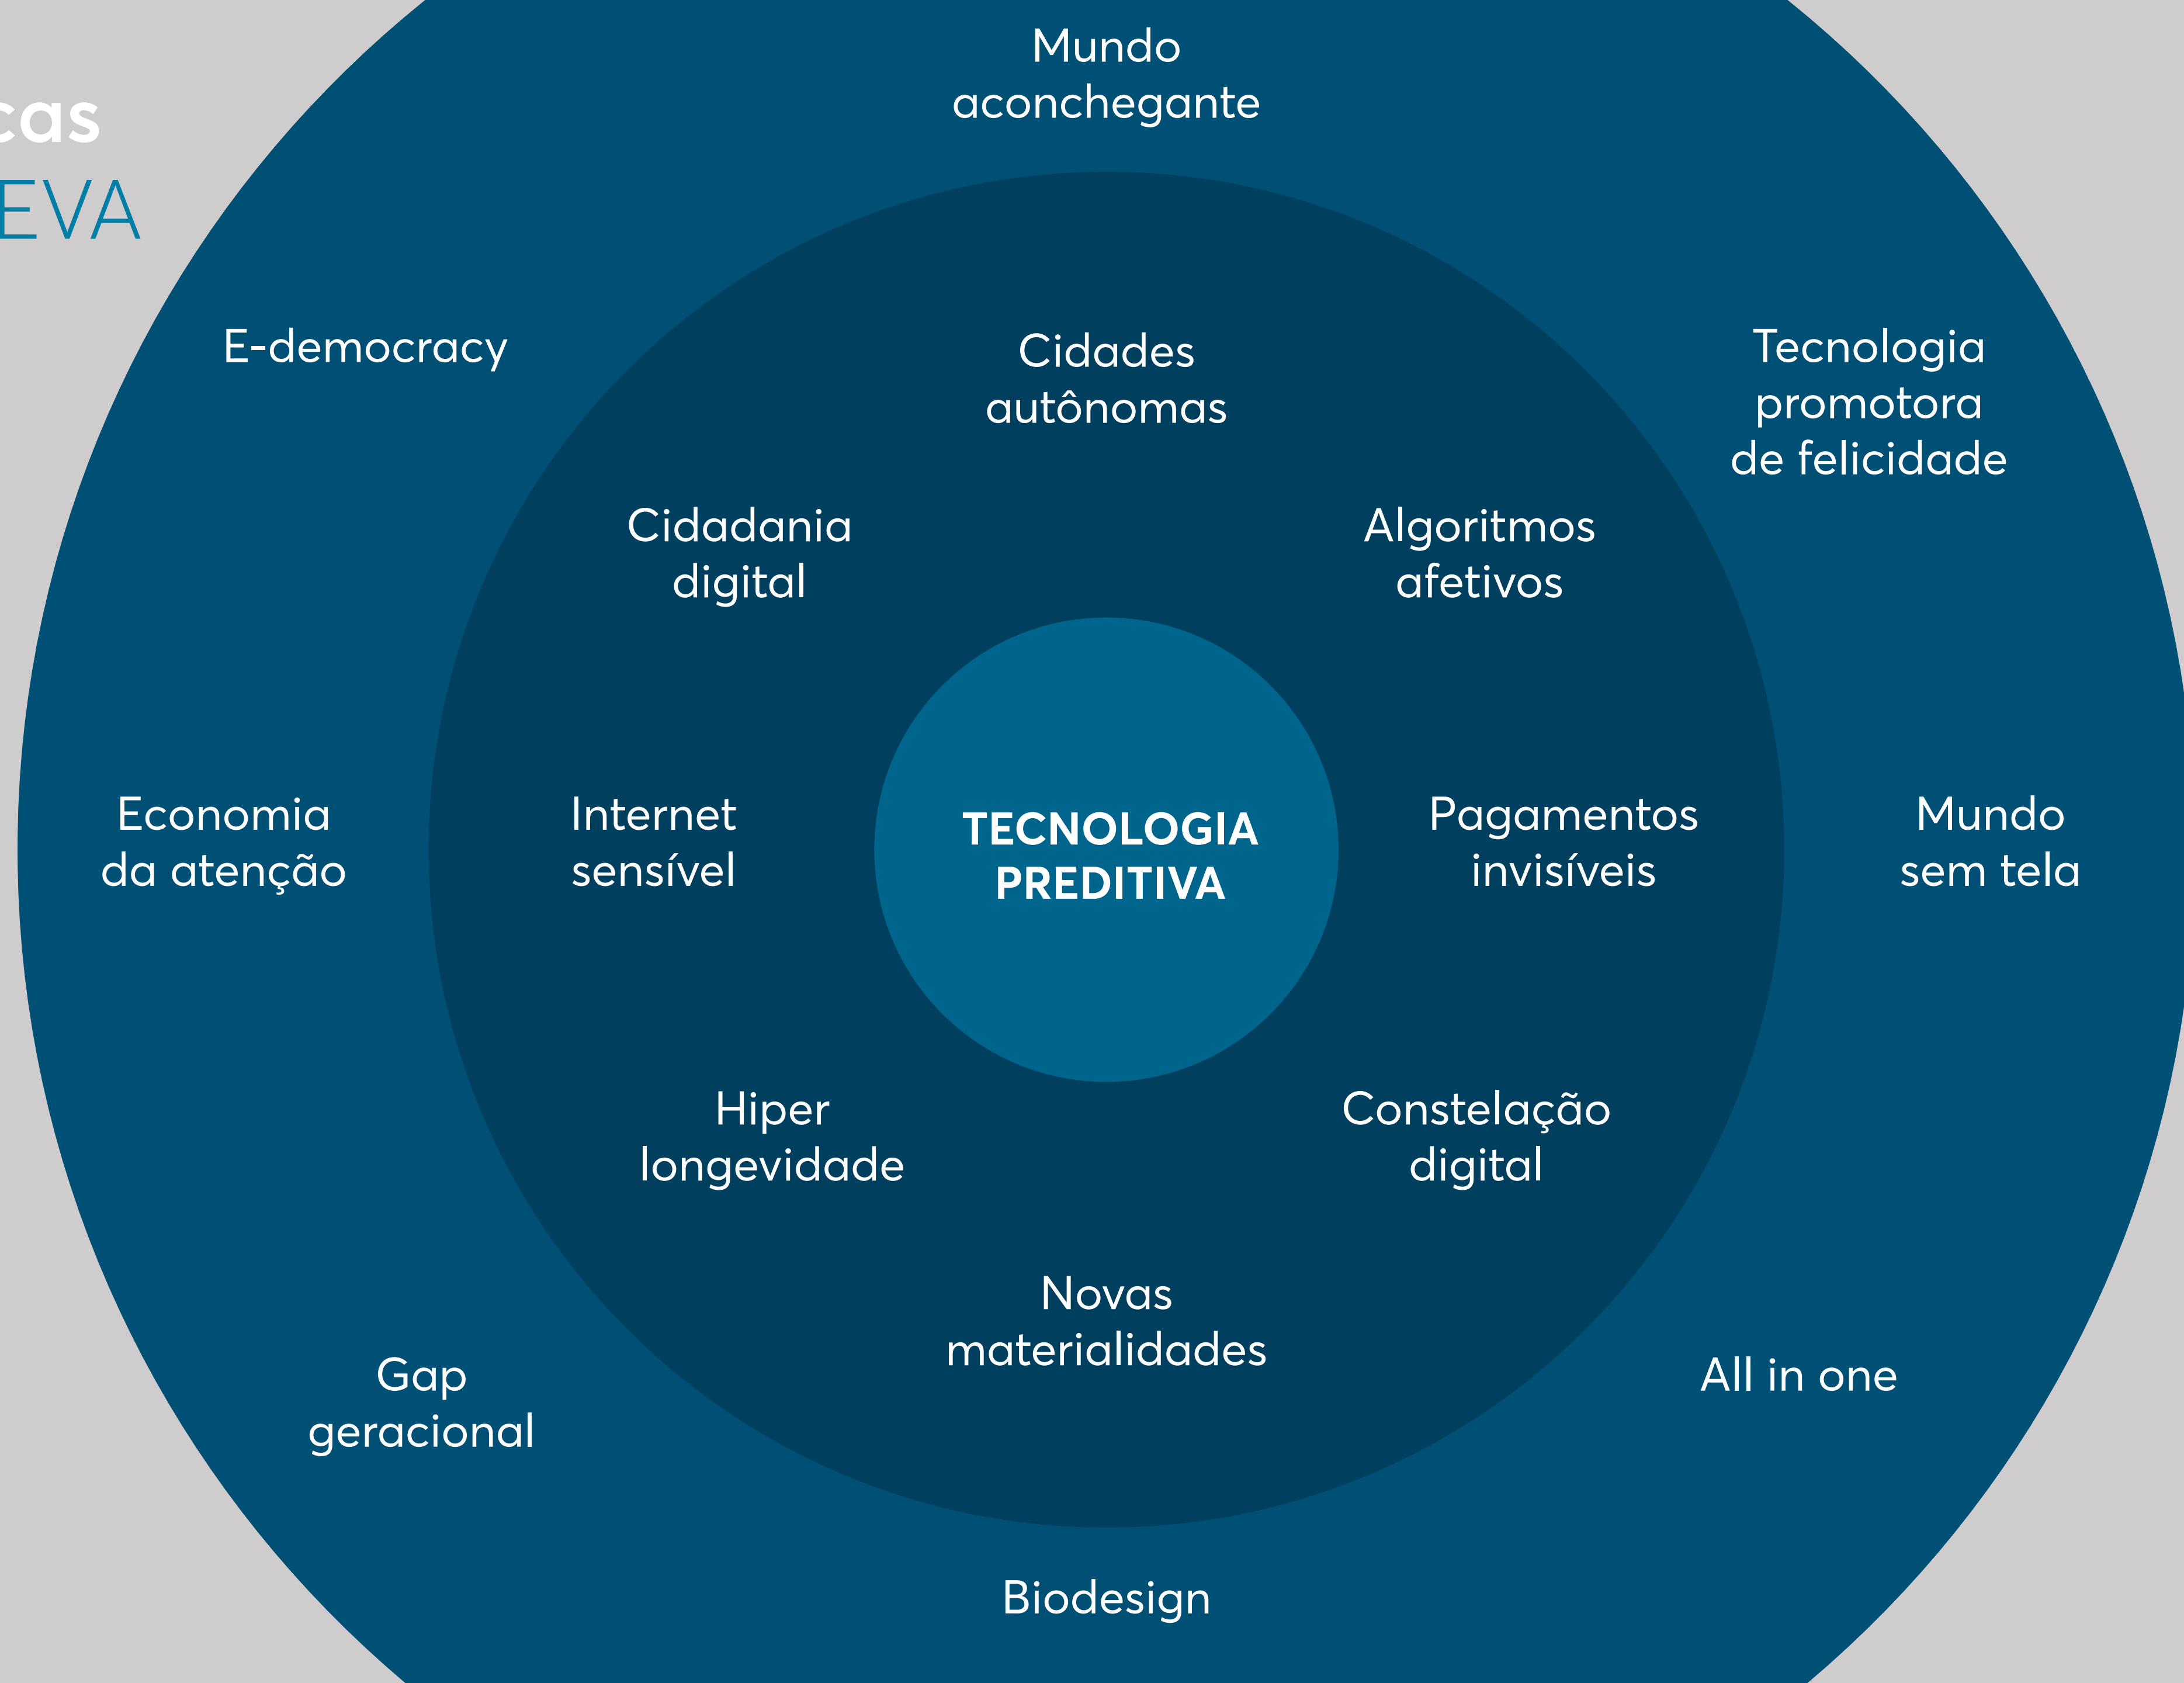 Mundo
aconchegante
cas
EVA
E-democracy
Cidades
autônomas
Tecnologia
promotora
de felicidade
Cidadania
digital
Algoritmos
afetivos
Economia
da atenção
Internet
sensível
TECNOLOGIA
PREDITIVA
Pagamentos
invisíveis
Mundo
sem tela
Hiper
longevidade
Constelação
digital
Novas
materialidades
Gap
geracional
All in one
Biodesign